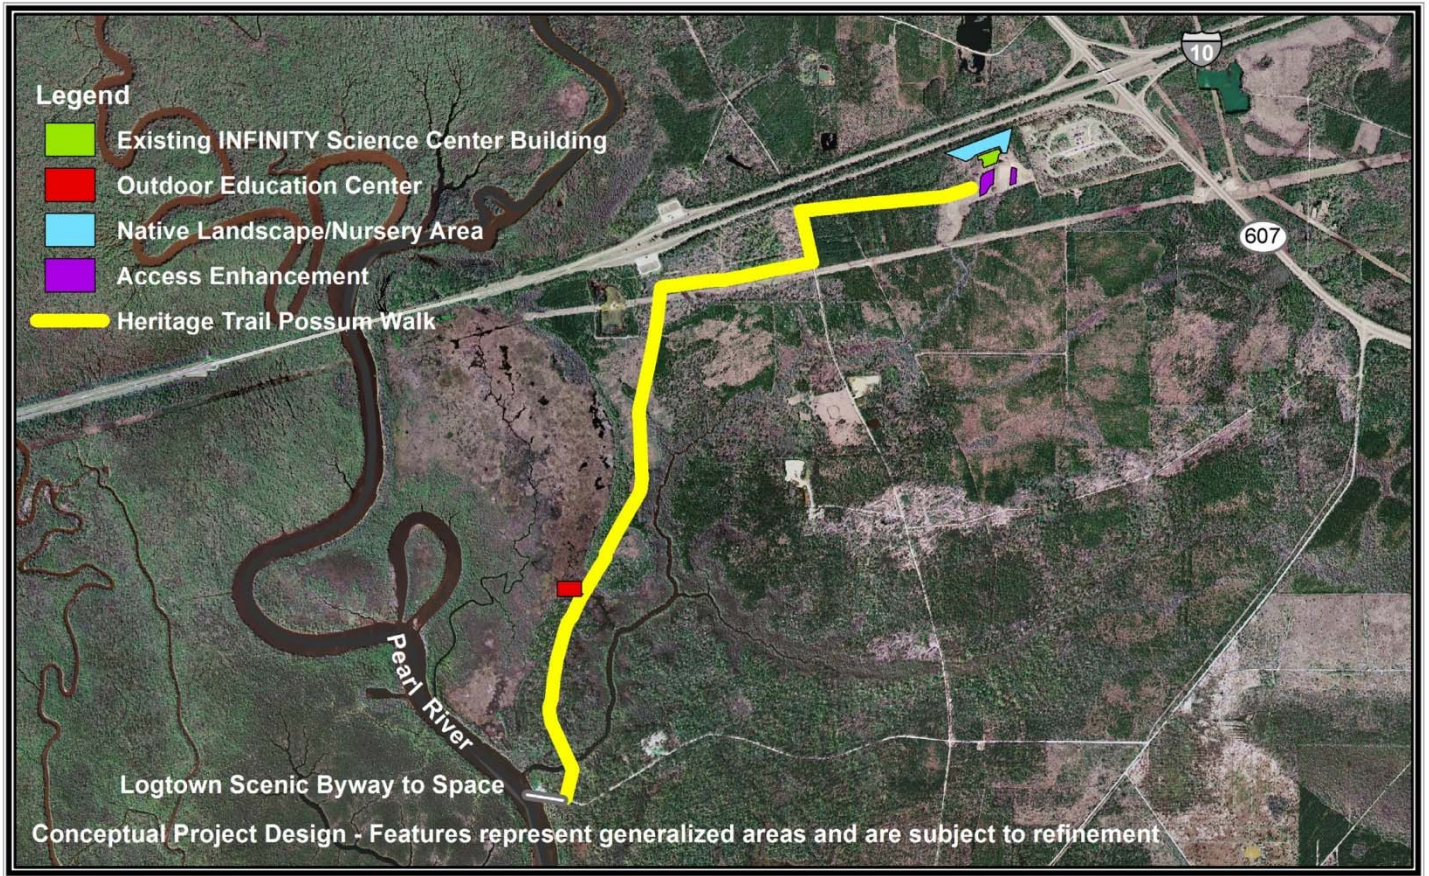 10
Legend
Existing INFINITY Science Center Building
Outdoor Education Center
Native Landscape/Nursery Area
Access Enhancement
607
Heritage Trail Possum Walk
Pearl River
Logtown Scenic Byway to Space
Conceptual Project Design - Features represent generalized areas and are subject to refinement